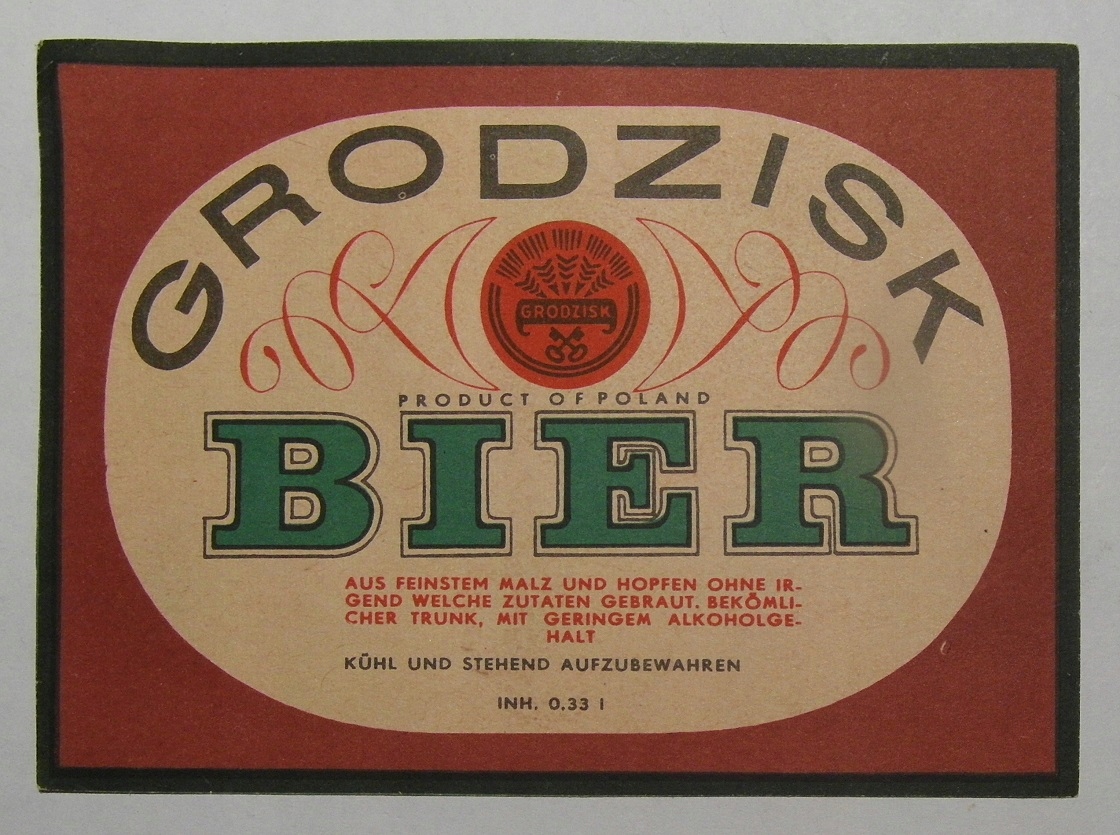 GRODZISK
GRODZISK
PRODUCT OF POLAND
BIER
AUS FEINSTEM MALZ UND HOPFEN OHNE IR-
GEND WELCHE ZUTATEN GEBRAUT. BEKÖMLI-
CHER TRUNK, MIT GERINGEM ALKOHOLGE-
HALT
KÜHL UND STEHEND AUFZUBEWAHREN
INH. 0,33 l